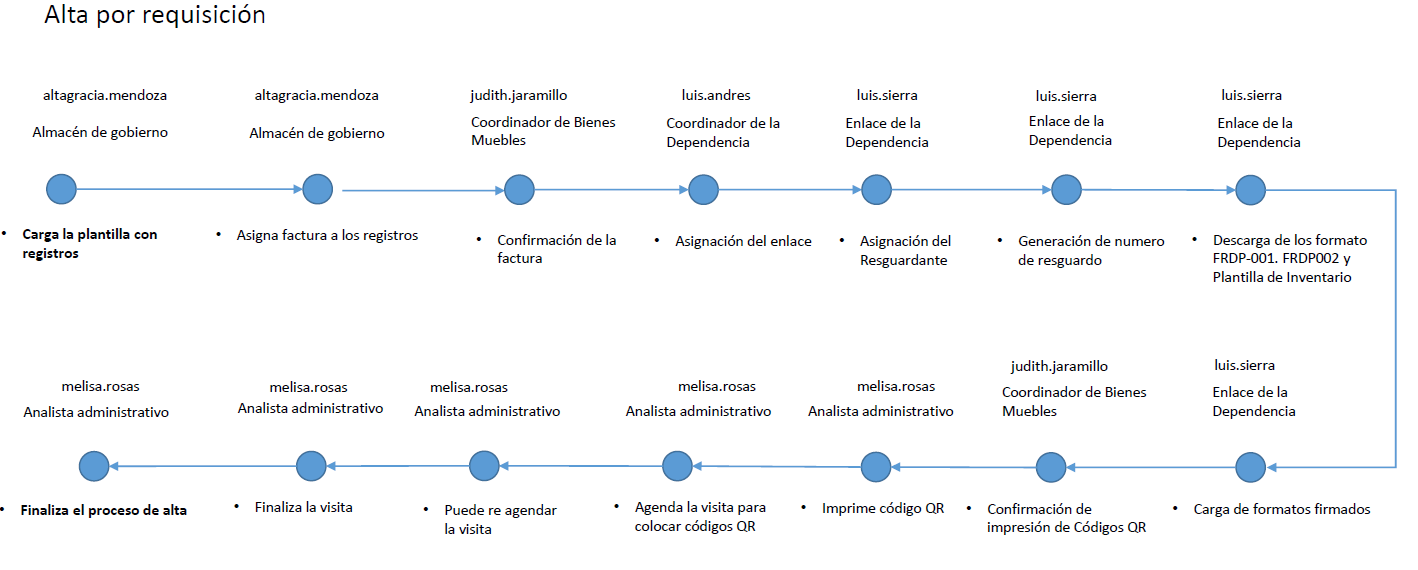 Alta por requisición
altagracia.mendoza
Almacén de gobierno
• Carga la plantilla con
registros
altagracia.mendoza
Almacén de gobierno
• Asigna factura a los registros
judith.jaramillo
Coordinador de Bienes
Muebles
• Confirmación de la
factura
luis.andres
Coordinador de la
Dependencia
• Asignación del enlace
luis.sierra
Enlace de la
Dependencia
• Asignación del
Resguardante
luis.sierra
Enlace de la
Dependencia
• Generación de numero
de resguardo
luis.sierra
Enlace de la
Dependencia
• Descarga de los formato
FRDP-001. FRDP002 y
Plantilla de Inventario
luis.sierra
Enlace de la
Dependencia
• Carga de formatos firmados
judith.jaramillo
Coordinador de Bienes
Muebles
• Confirmación de
impresión de Códigos QR
melisa.rosas
Analista administrativo
• Imprime código QR
melisa.rosas
Analista administrativo
• Agenda la visita para
colocar códigos QR
melisa.rosas
Analista administrativo
• Puede re agendar
la visita
melisa.rosas
Analista administrativo
• Finaliza la visita
melisa.rosas
Analista administrativo
• Finaliza el proceso de alta